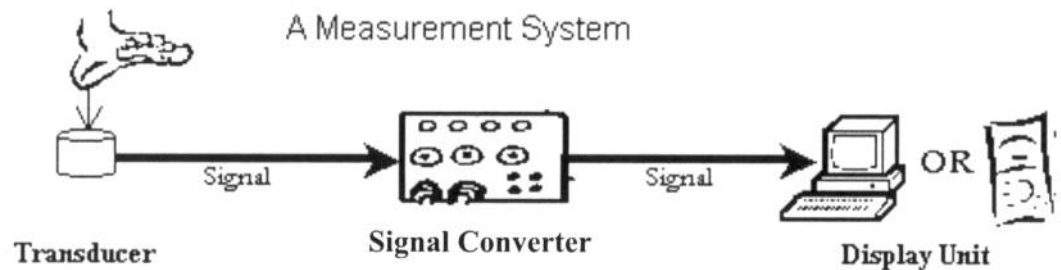 A Measurement System
Signal
Signal
OR
Transducer
Signal Converter
Display Unit